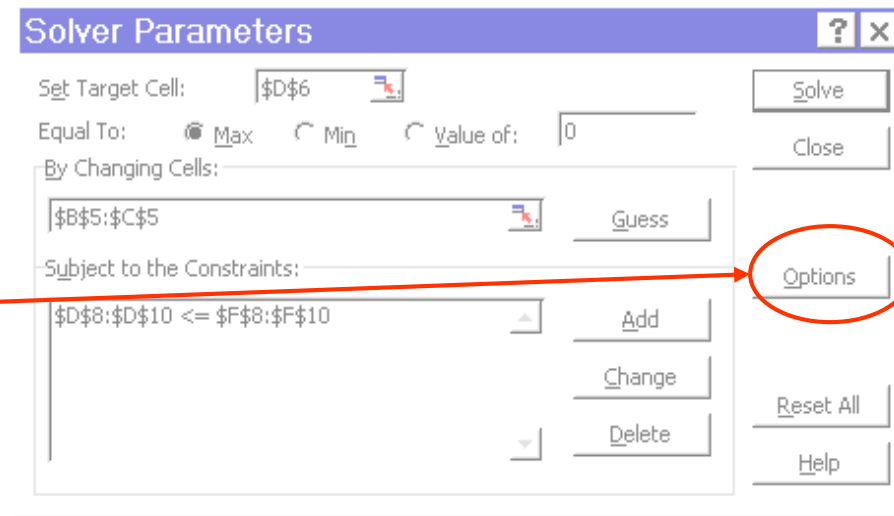 Solver Parameters ? ×
Set Target Cell: $D$6 Solve
Equal To: Max Min Value of: 0 Close
By Changing Cells:
$B$5:$C$5 Guess
Subject to the Constraints: Options
$D$8:$D$10 <= $F$8:$F$10 Add
Change
Reset All
Delete
Help